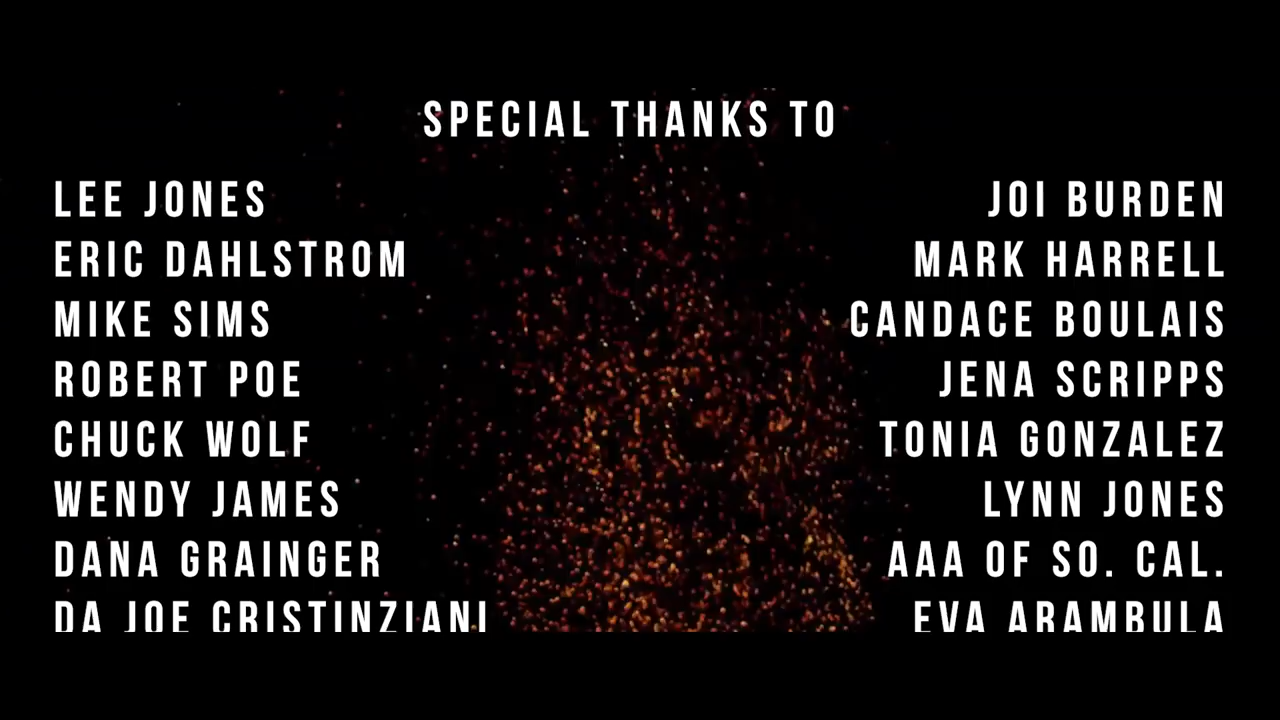 SPECIAL THANKS TO
LEE JONES
ERIC DAHLSTROM
MIKE SIMS
ROBERT POE
CHUCK WOLF
WENDY JAMES
DANA GRAINGER
DA JOE CRISTINZIANI
JOI BURDEN
MARK HARRELL
CANDACE BOULAIS
JENA SCRIPPS
TONIA GONZALEZ
LYNN JONES
AAA OF SO. CAL.
EVA ARAMBULA